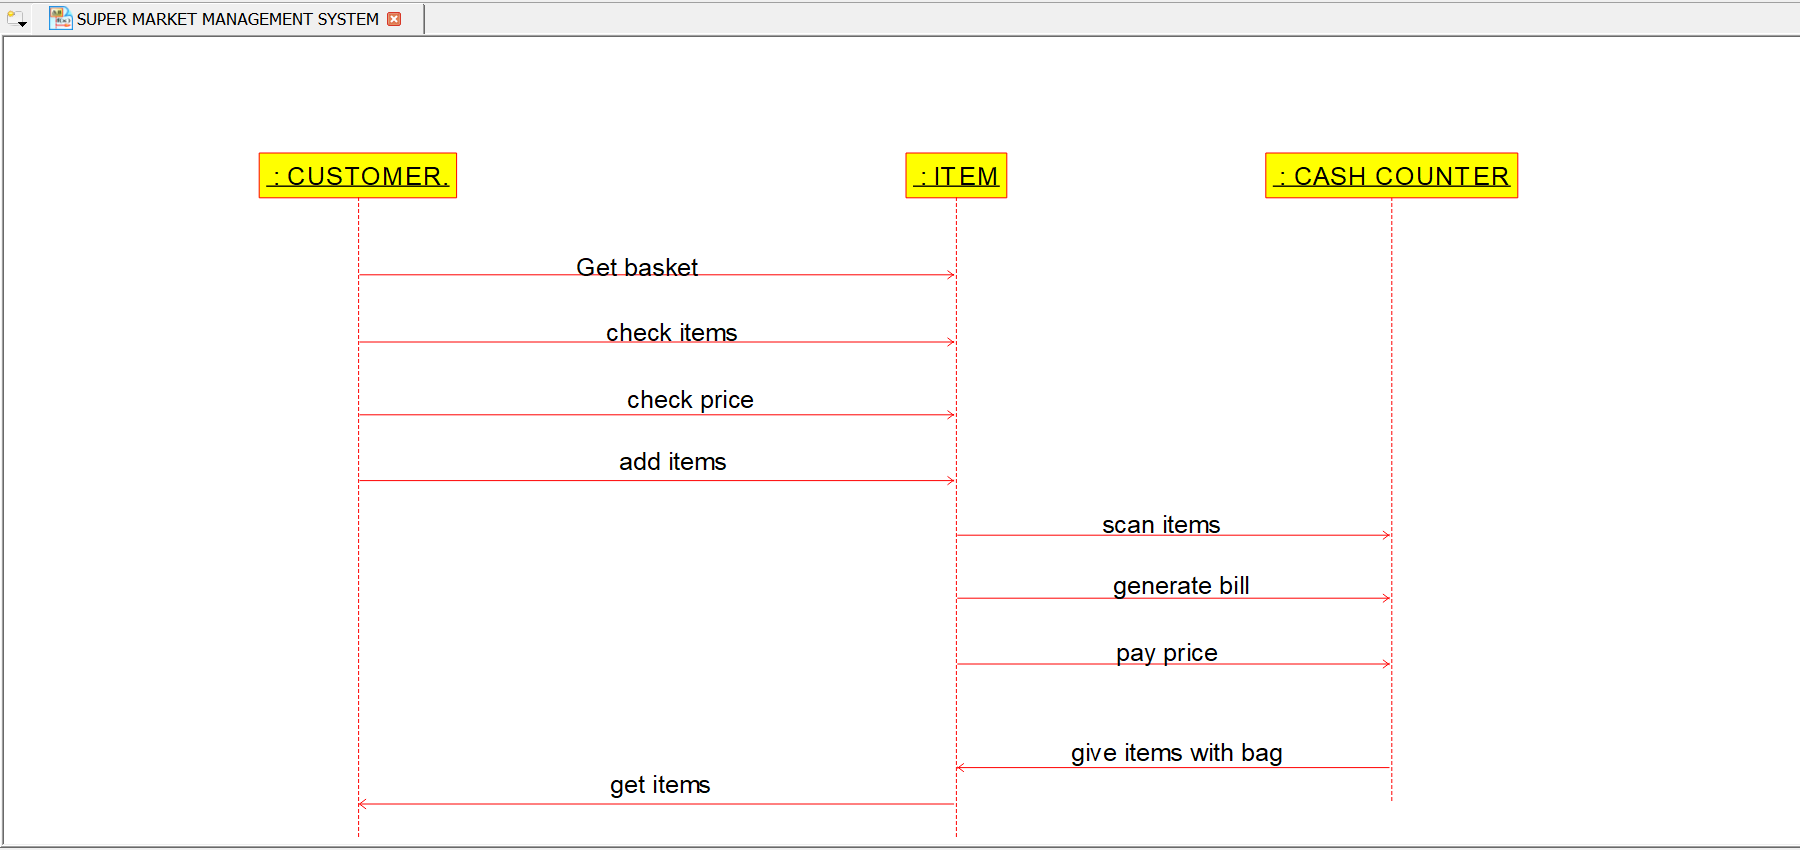 SUPER MARKET MANAGEMENT SYSTEM
: CUSTOMER.
: ITEM
: CASH COUNTER
Get basket
check items
check price
add items
scan items
generate bill
pay price
give items with bag
get items